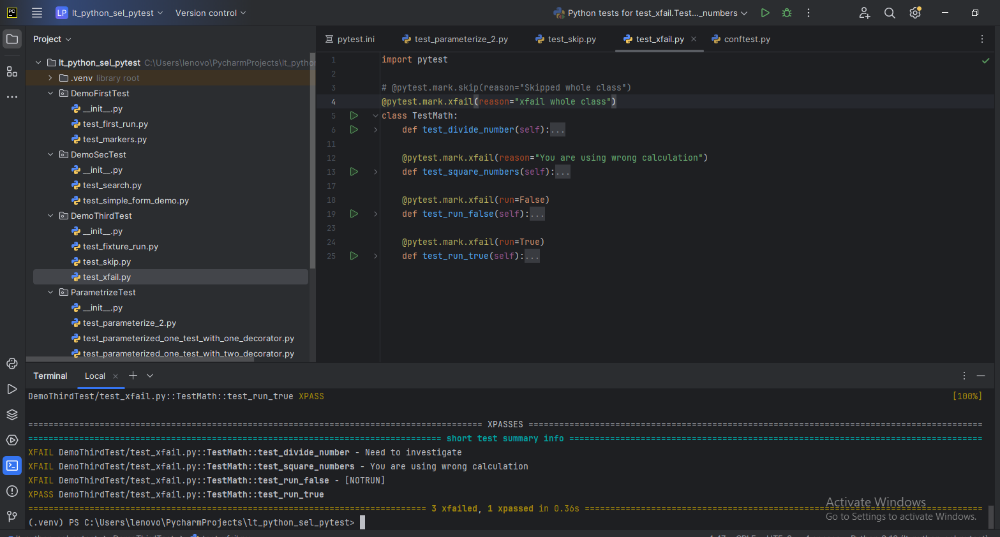 PC
LP lt_python_sel_pytest
Version control
Python tests for test_xfail.Test..._numbers
Project
pytest.ini
test_parameterize_2.py
test_skip.py
test_xfail.py
conftest.py
lt_python_sel_pytest C:\Users\lenovo\PycharmProjects\lt_pytho
.venv library root
DemoFirstTest
__init__.py
test_first_run.py
test_markers.py
DemoSecTest
__init__.py
test_search.py
test_simple_form_demo.py
DemoThirdTest
__init__.py
test_fixture_run.py
test_skip.py
test_xfail.py
ParametrizeTest
__init__.py
test_parameterize_2.py
test_parameterized_one_test_with_one_decorator.py
test_parameterized_one_test_with_two_decorator.py
1 import pytest
2
3 # @pytest.mark.skip(reason="Skipped whole class")
4 @pytest.mark.xfail(reason="xfail whole class")
5 class TestMath:
6 def test_divide_number(self):...
11
12 @pytest.mark.xfail(reason="You are using wrong calculation")
13 def test_square_numbers(self):...
17
18 @pytest.mark.xfail(run=False)
19 def test_run_false(self):...
23
24 @pytest.mark.xfail(run=True)
25 def test_run_true(self):...
Terminal
Local
DemoThirdTest/test_xfail.py::TestMath::test_run_true XPASS [100%]
XPASSES
short test summary info
XFAIL DemoThirdTest/test_xfail.py::TestMath::test_divide_number - Need to investigate
XFAIL DemoThirdTest/test_xfail.py::TestMath::test_square_numbers - You are using wrong calculation
XFAIL DemoThirdTest/test_xfail.py::TestMath::test_run_false - [NOTRUN]
XPASS DemoThirdTest/test_xfail.py::TestMath::test_run_true
3 xfailed, 1 xpassed in 0.36s
(.venv) PS C:\Users\lenovo\PycharmProjects\lt_python_sel_pytest>
Activate Windows
Go to Settings to activate Windows.